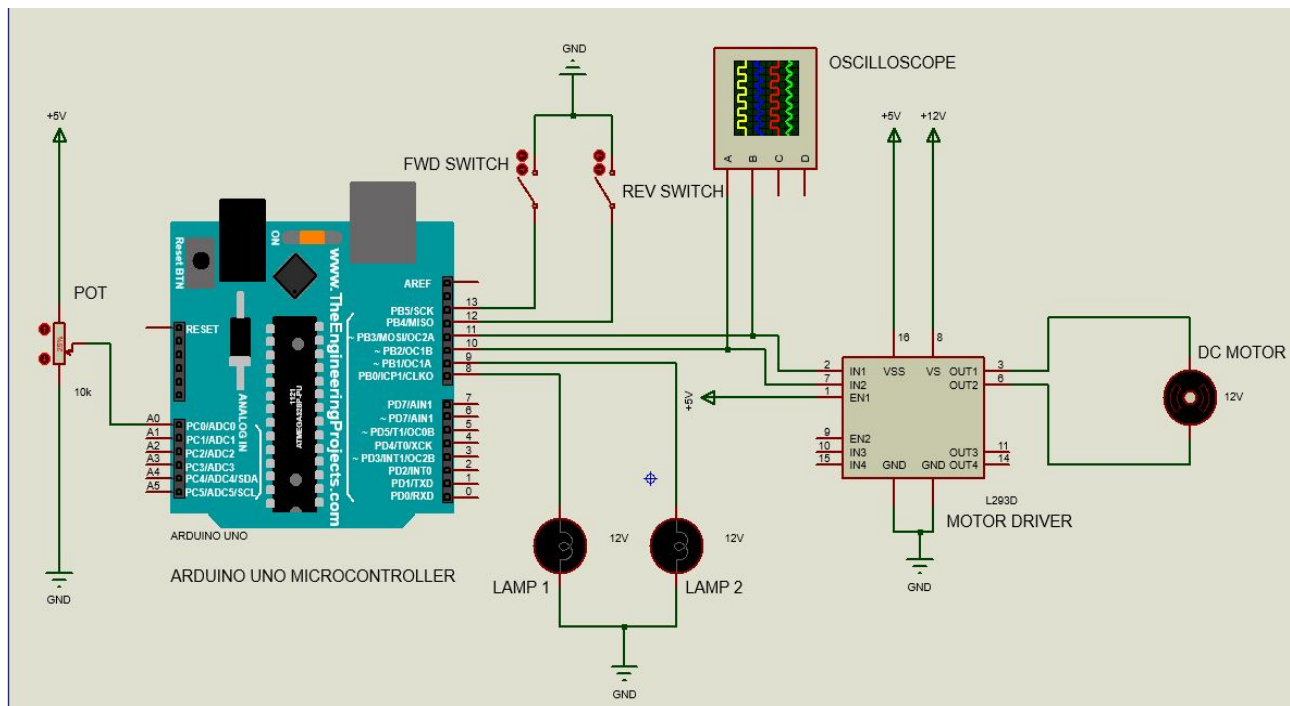 GND
OSCILLOSCOPE
+5V
+5V
+12V
A
B
C
D
FWD SWITCH
REV SWITCH
POT
10k
Reset BTN
ON
www.TheEngineeringProjects.com
AREF
PB5/SCK 13
PB4/MISO 12
~ PB3/MOSI/OC2A 11
~ PB2/OC1B 10
~ PB1/OC1A 9
PB0/ICP1/CLKO 8
PD7/AIN1 7
~ PD7/AIN1 6
~ PD5/T1/OC0B 5
PD4/T0/XCK 4
~ PD3/INT1/OC2B 3
PD2/INT0 2
PD1/TXD 1
PD0/RXD 0
RESET
ANALOG IN
1121
ATMEGA328P-PU
A0 PC0/ADC0
A1 PC1/ADC1
A2 PC2/ADC2
A3 PC3/ADC3
A4 PC4/ADC4/SDA
A5 PC5/ADC5/SCL
ARDUINO UNO
ARDUINO UNO MICROCONTROLLER
GND
LAMP 1
12V
LAMP 2
12V
GND
+5V
16
8
2 IN1 VSS VS OUT1 3
7 IN2 OUT2 6
1 EN1
9 EN2
10 IN3 OUT3 11
15 IN4 GND GND OUT4 14
L293D
MOTOR DRIVER
GND
DC MOTOR
12V